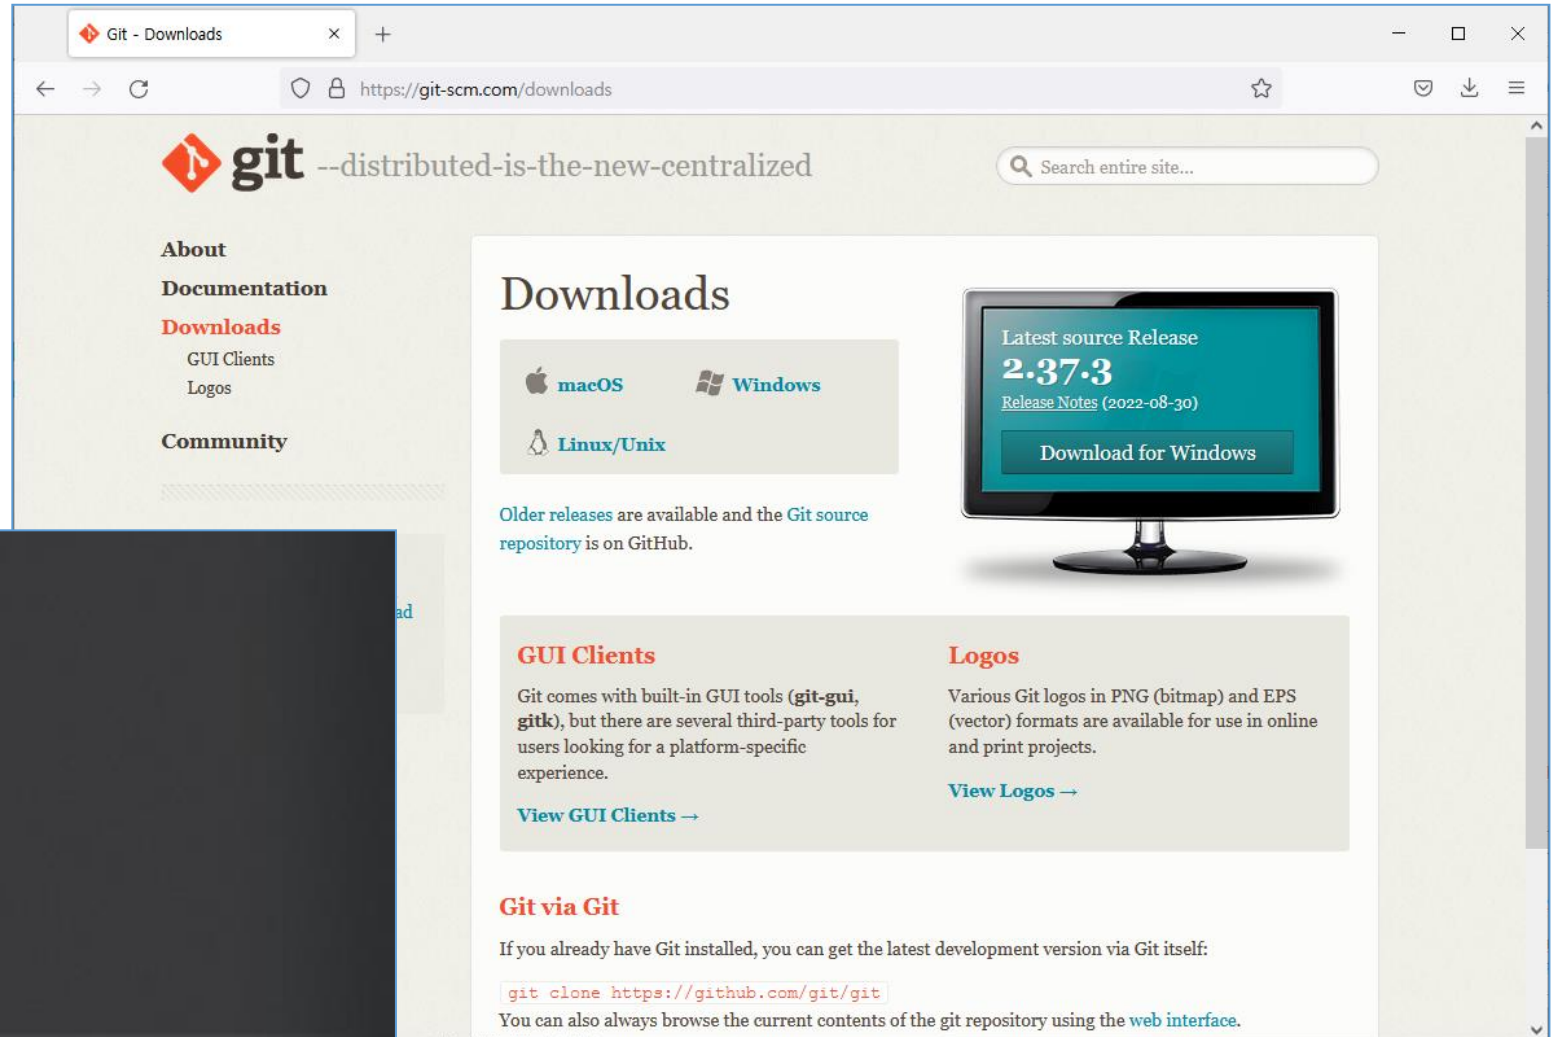 Git - Downloads
https://git-scm.com/downloads
git --distributed-is-the-new-centralized
Search entire site...
About
Documentation
Downloads
GUI Clients
Logos
Community
Downloads
macOS
Windows
Linux/Unix
Older releases are available and the Git source
repository is on GitHub.
Latest source Release
2.37.3
Release Notes (2022-08-30)
Download for Windows
ad
GUI Clients
Git comes with built-in GUI tools (git-gui,
gitk), but there are several third-party tools for
users looking for a platform-specific
experience.
View GUI Clients →
Logos
Various Git logos in PNG (bitmap) and EPS
(vector) formats are available for use in online
and print projects.
View Logos →
Git via Git
If you already have Git installed, you can get the latest development version via Git itself:
git clone https://github.com/git/git
You can also always browse the current contents of the git repository using the web interface.